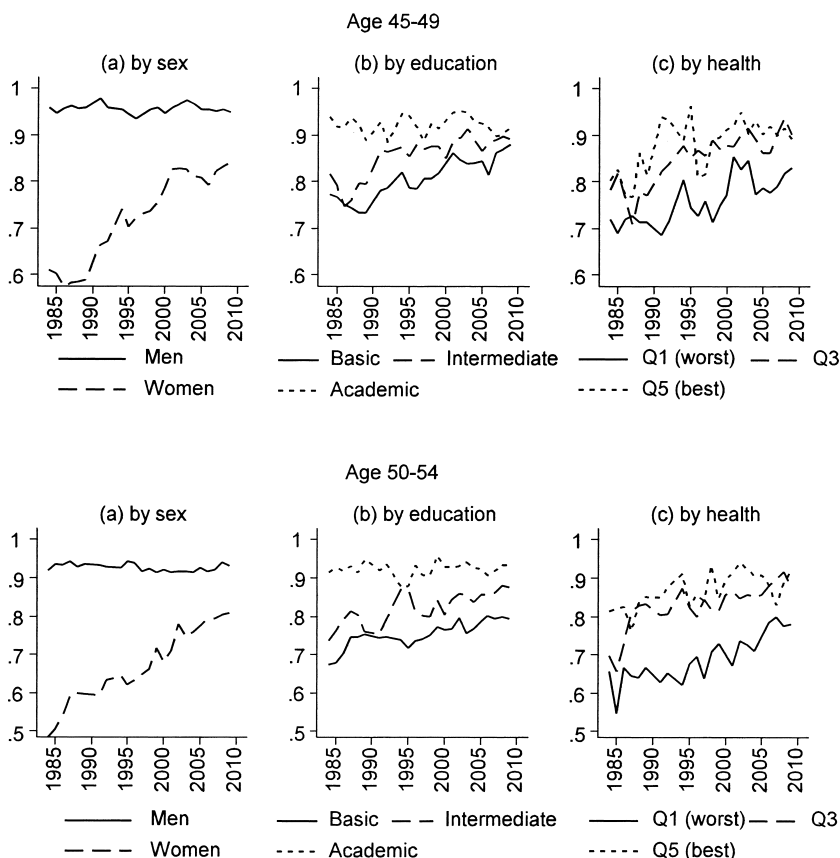 Age 45-49
(a) by sex
(b) by education
(c) by health
1
.9
.8
.7
.6
1985
1990
1995
2000
2005
2010
1
.9
.8
.7
.6
1985
1990
1995
2000
2005
2010
1
.9
.8
.7
.6
1985
1990
1995
2000
2005
2010
Men
Women
Basic
Intermediate
Academic
Q1 (worst)
Q3
Q5 (best)
Age 50-54
(a) by sex
(b) by education
(c) by health
1
.9
.8
.7
.6
.5
1985
1990
1995
2000
2005
2010
1
.9
.8
.7
.6
.5
1985
1990
1995
2000
2005
2010
1
.9
.8
.7
.6
.5
1985
1990
1995
2000
2005
2010
Men
Women
Basic
Intermediate
Academic
Q1 (worst)
Q3
Q5 (best)